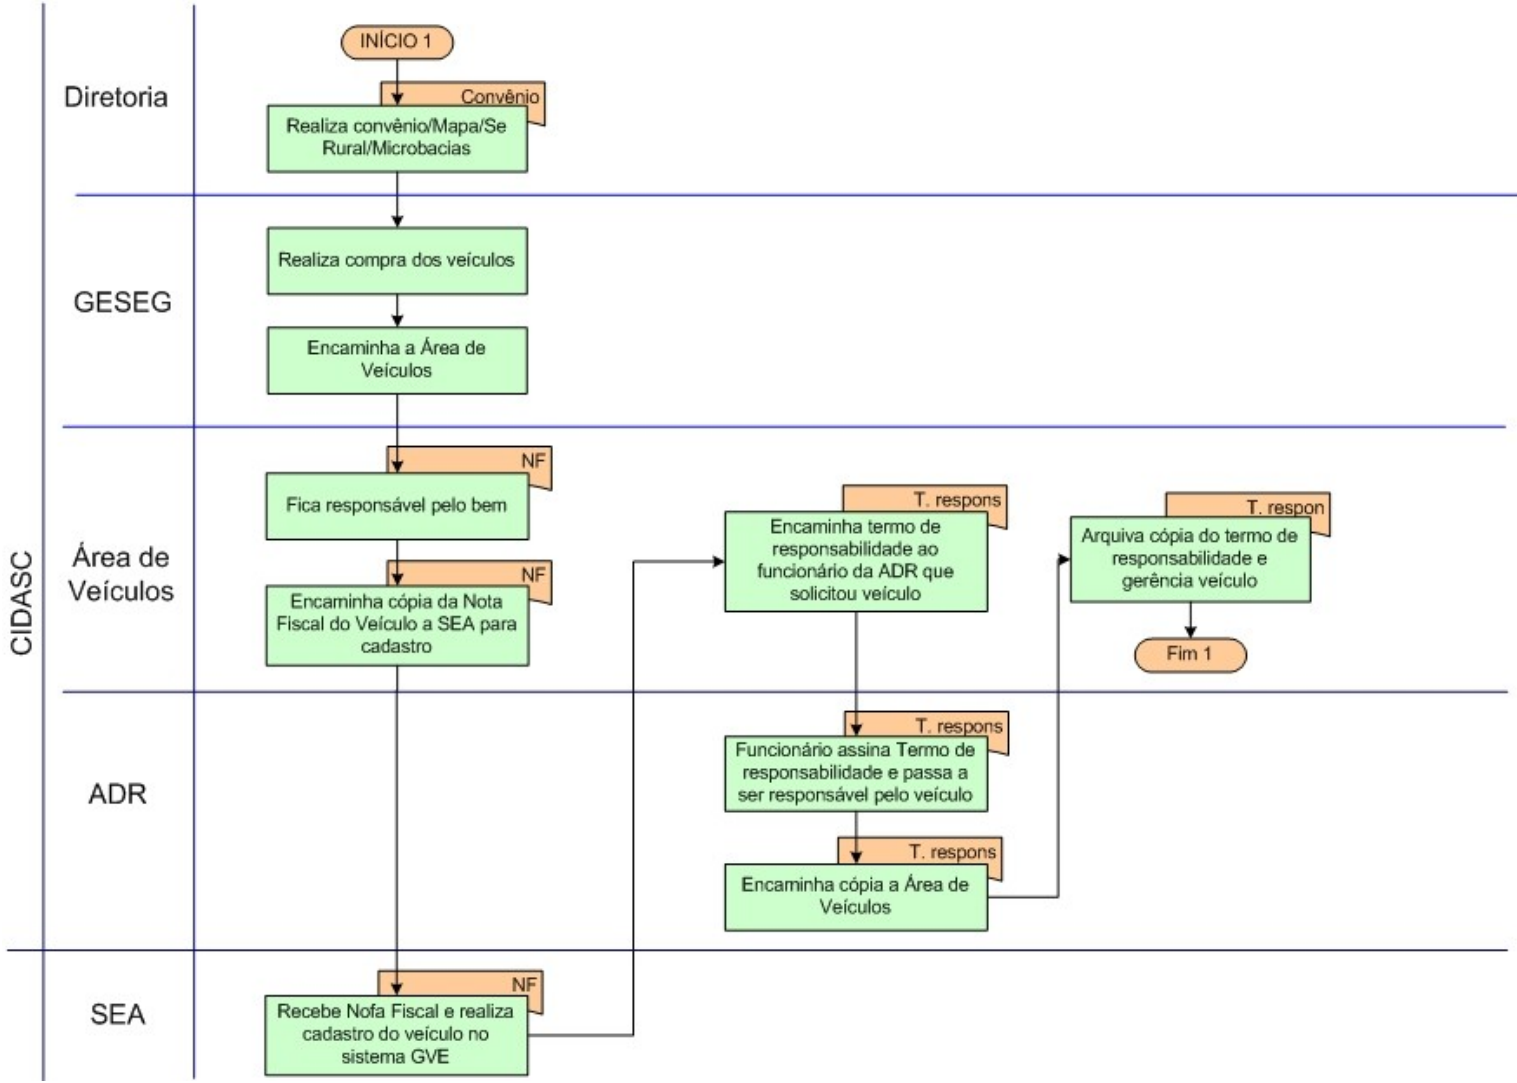 INÍCIO 1
Diretoria
Convênio
Realiza convênio/Mapa/Se
Rural/Microbacias
GESEG
Realiza compra dos veículos
Encaminha a Área de
Veículos
CIDASC
Área de
Veículos
NF
Fica responsável pelo bem
NF
Encaminha cópia da Nota
Fiscal do Veículo a SEA para
cadastro
T. respons
Encaminha termo de
responsabilidade ao
funcionário da ADR que
solicitou veículo
T. respon
Arquiva cópia do termo de
responsabilidade e
gerência veículo
Fim 1
ADR
T. respons
Funcionário assina Termo de
responsabilidade e passa a
ser responsável pelo veículo
T. respons
Encaminha cópia a Área de
Veículos
SEA
NF
Recebe Nofa Fiscal e realiza
cadastro do veículo no
sistema GVE